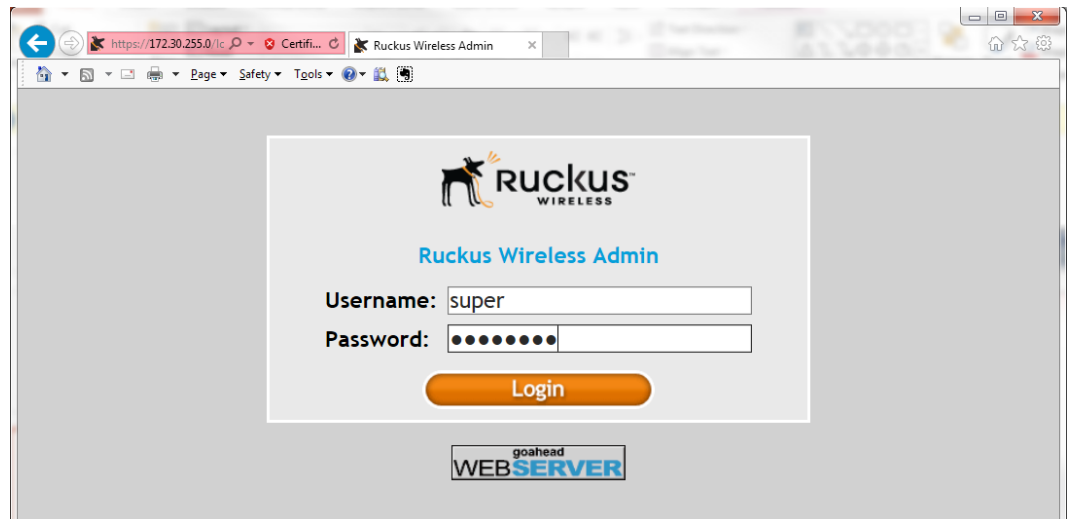 https://172.30.255.0/lc
Certifi...
Ruckus Wireless Admin
Page
Safety
Tools
RUCKUS™
WIRELESS
Ruckus Wireless Admin
Username: super
Password: ●●●●●●●●
Login
goahead
WEBSERVER